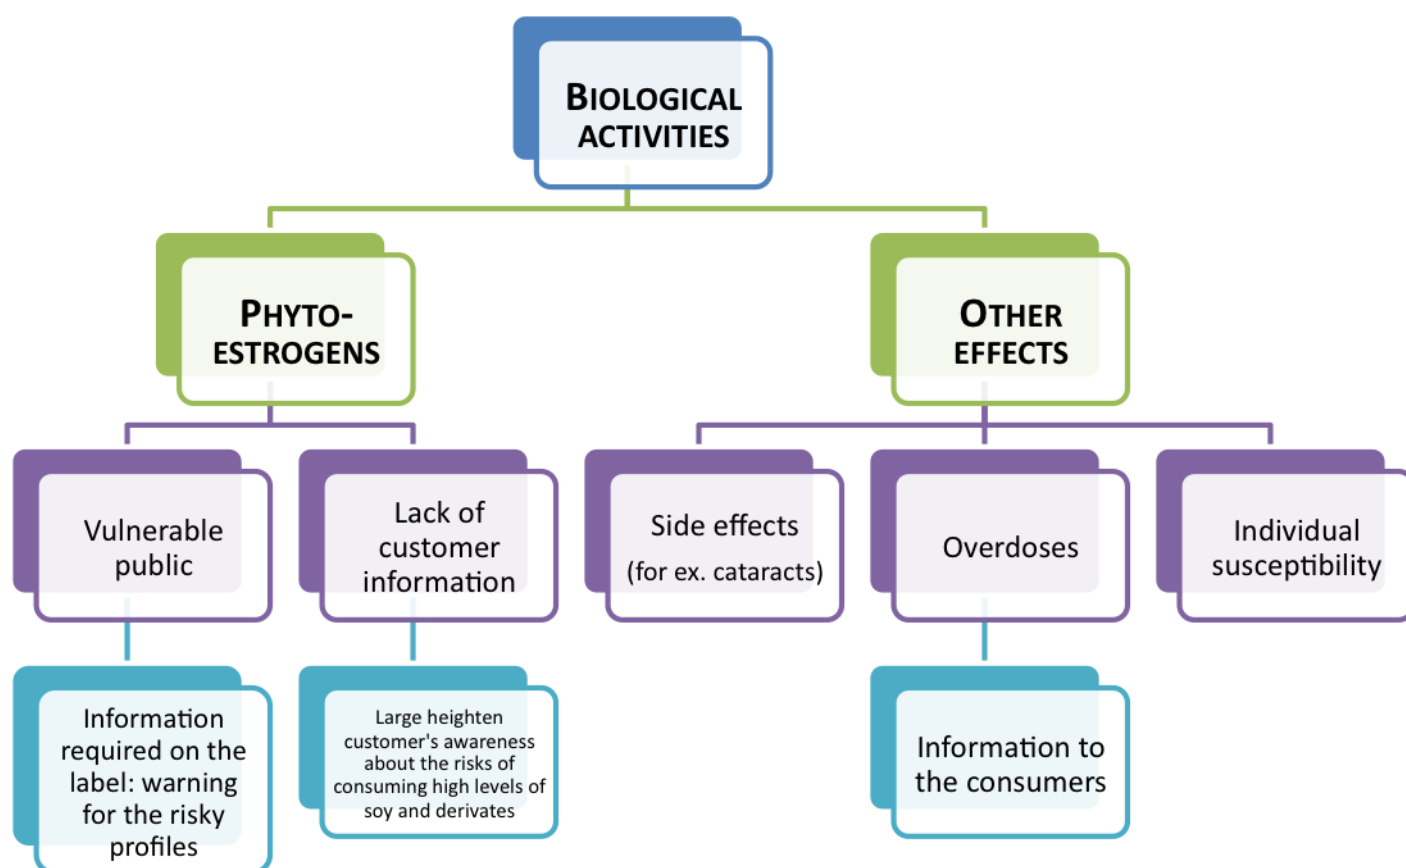 BIOLOGICAL
ACTIVITIES
PHYTO-
ESTROGENS
OTHER
EFFECTS
Vulnerable
public
Lack of
customer
information
Side effects
(for ex. cataracts)
Overdoses
Individual
susceptibility
Information
required on the
label: warning
for the risky
profiles
Large heighten
customer's awareness
about the risks of
consuming high levels of
soy and derivates
Information to
the consumers